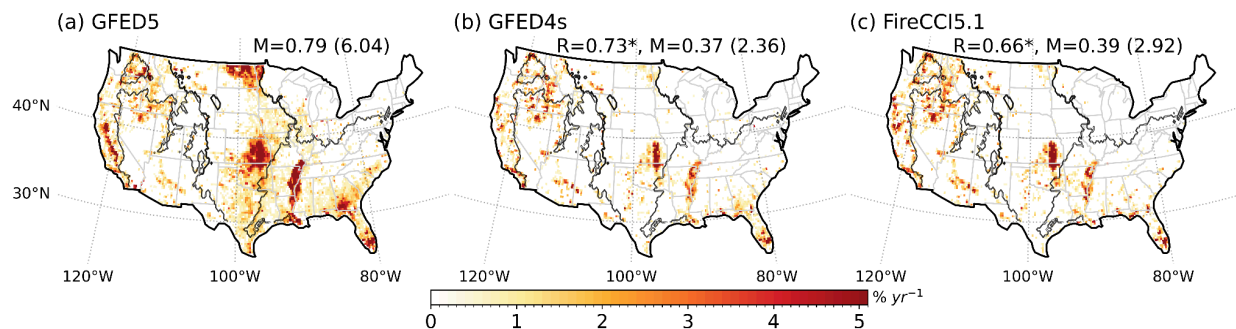 (a) GFED5
M=0.79 (6.04)
(b) GFED4s
R=0.73*, M=0.37 (2.36)
(c) FireCCI5.1
R=0.66*, M=0.39 (2.92)
40°N
30°N
120°W 100°W 80°W
120°W 100°W 80°W
120°W 100°W 80°W
0 1 2 3 4 5
% yr⁻¹